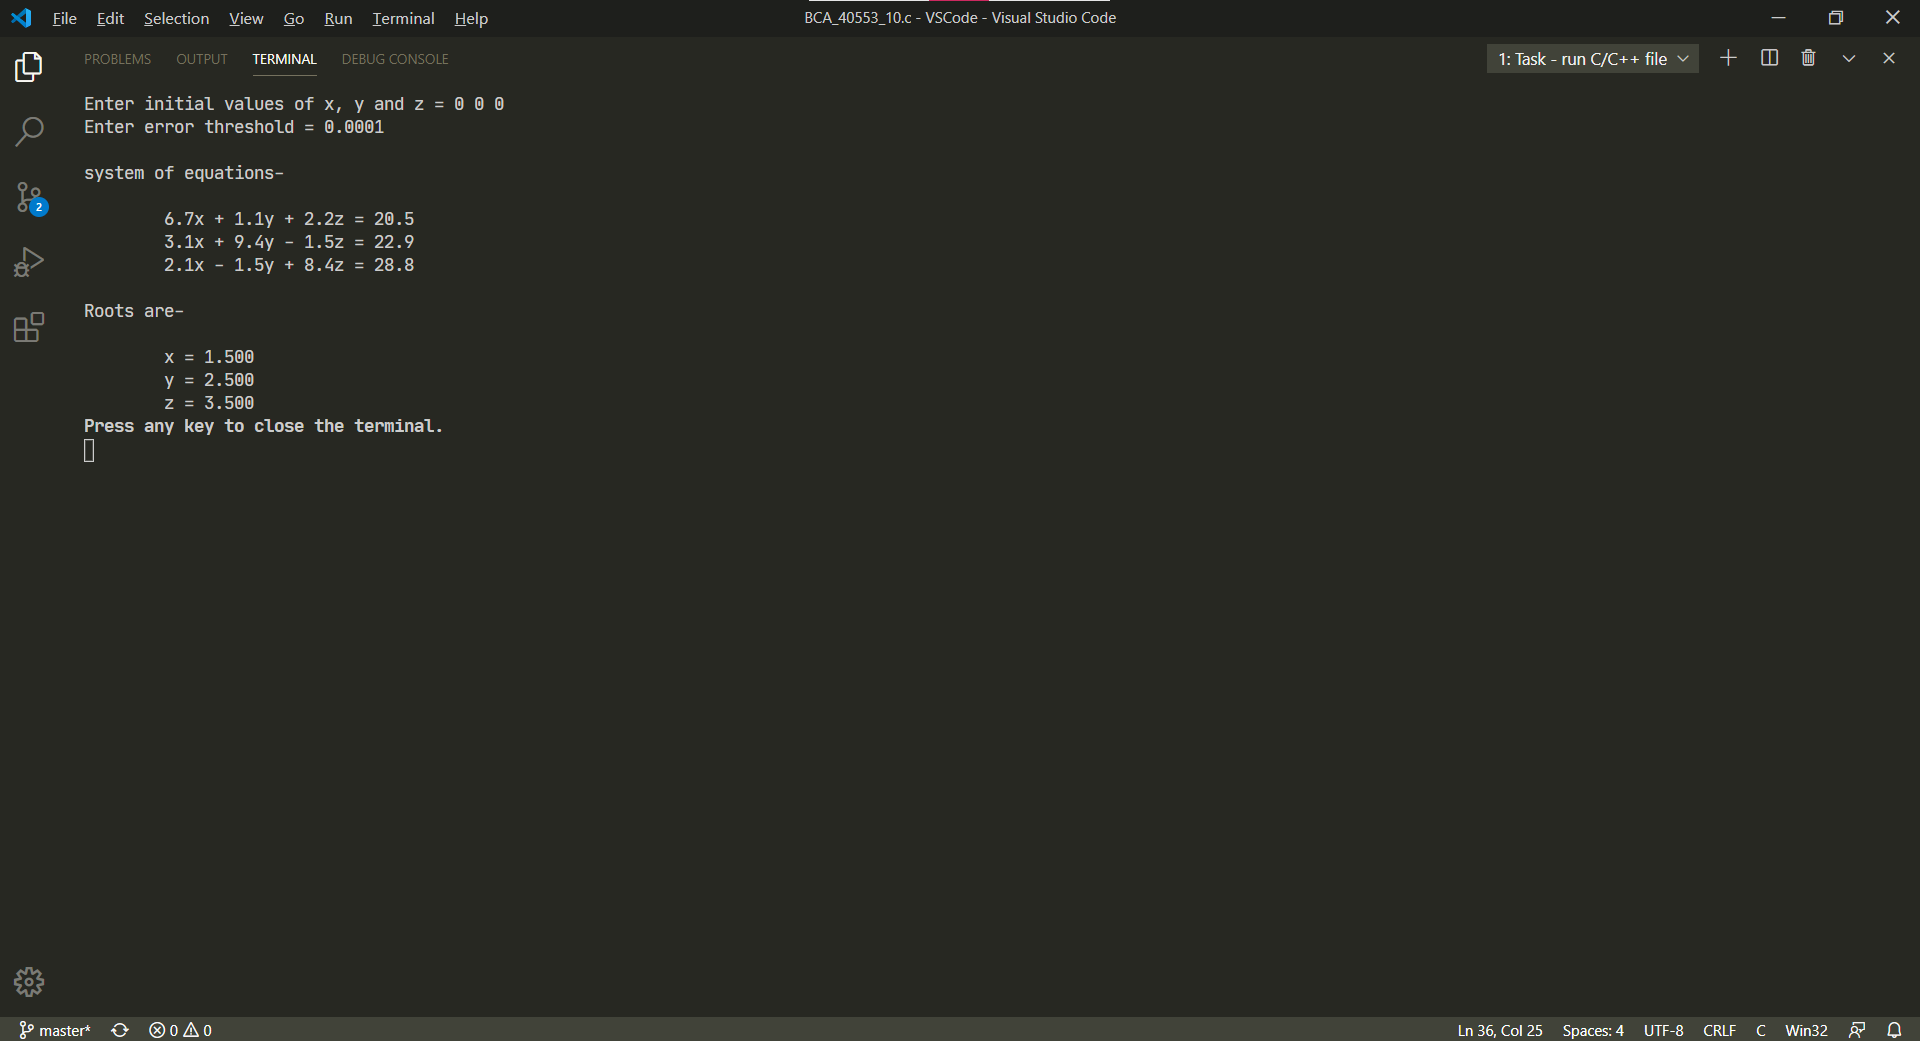 File Edit Selection View Go Run Terminal Help
BCA_40553_10.c - VSCode - Visual Studio Code
PROBLEMS OUTPUT TERMINAL DEBUG CONSOLE
1: Task - run C/C++ file
Enter initial values of x, y and z = 0 0 0
Enter error threshold = 0.0001
system of equations-
6.7x + 1.1y + 2.2z = 20.5
3.1x + 9.4y - 1.5z = 22.9
2.1x - 1.5y + 8.4z = 28.8
Roots are-
x = 1.500
y = 2.500
z = 3.500
Press any key to close the terminal.
2
master* 0 0 Ln 36, Col 25 Spaces: 4 UTF-8 CRLF C Win32